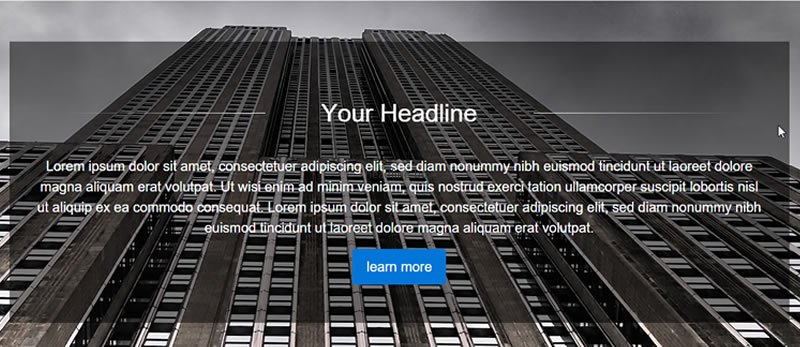 Your Headline
Lorem ipsum dolor sit amet, consectetuer adipiscing elit, sed diam nonummy nibh euismod tincidunt ut laoreet dolore
magna aliquam erat volutpat. Ut wisi enim ad minim veniam, quis nostrud exerci tation ullamcorper suscipit lobortis nisl
ut aliquip ex ea commodo consequat. Lorem ipsum dolor sit amet, consectetuer adipiscing elit, sed diam nonummy nibh
euismod tincidunt ut laoreet dolore magna aliquam erat volutpat.
learn more